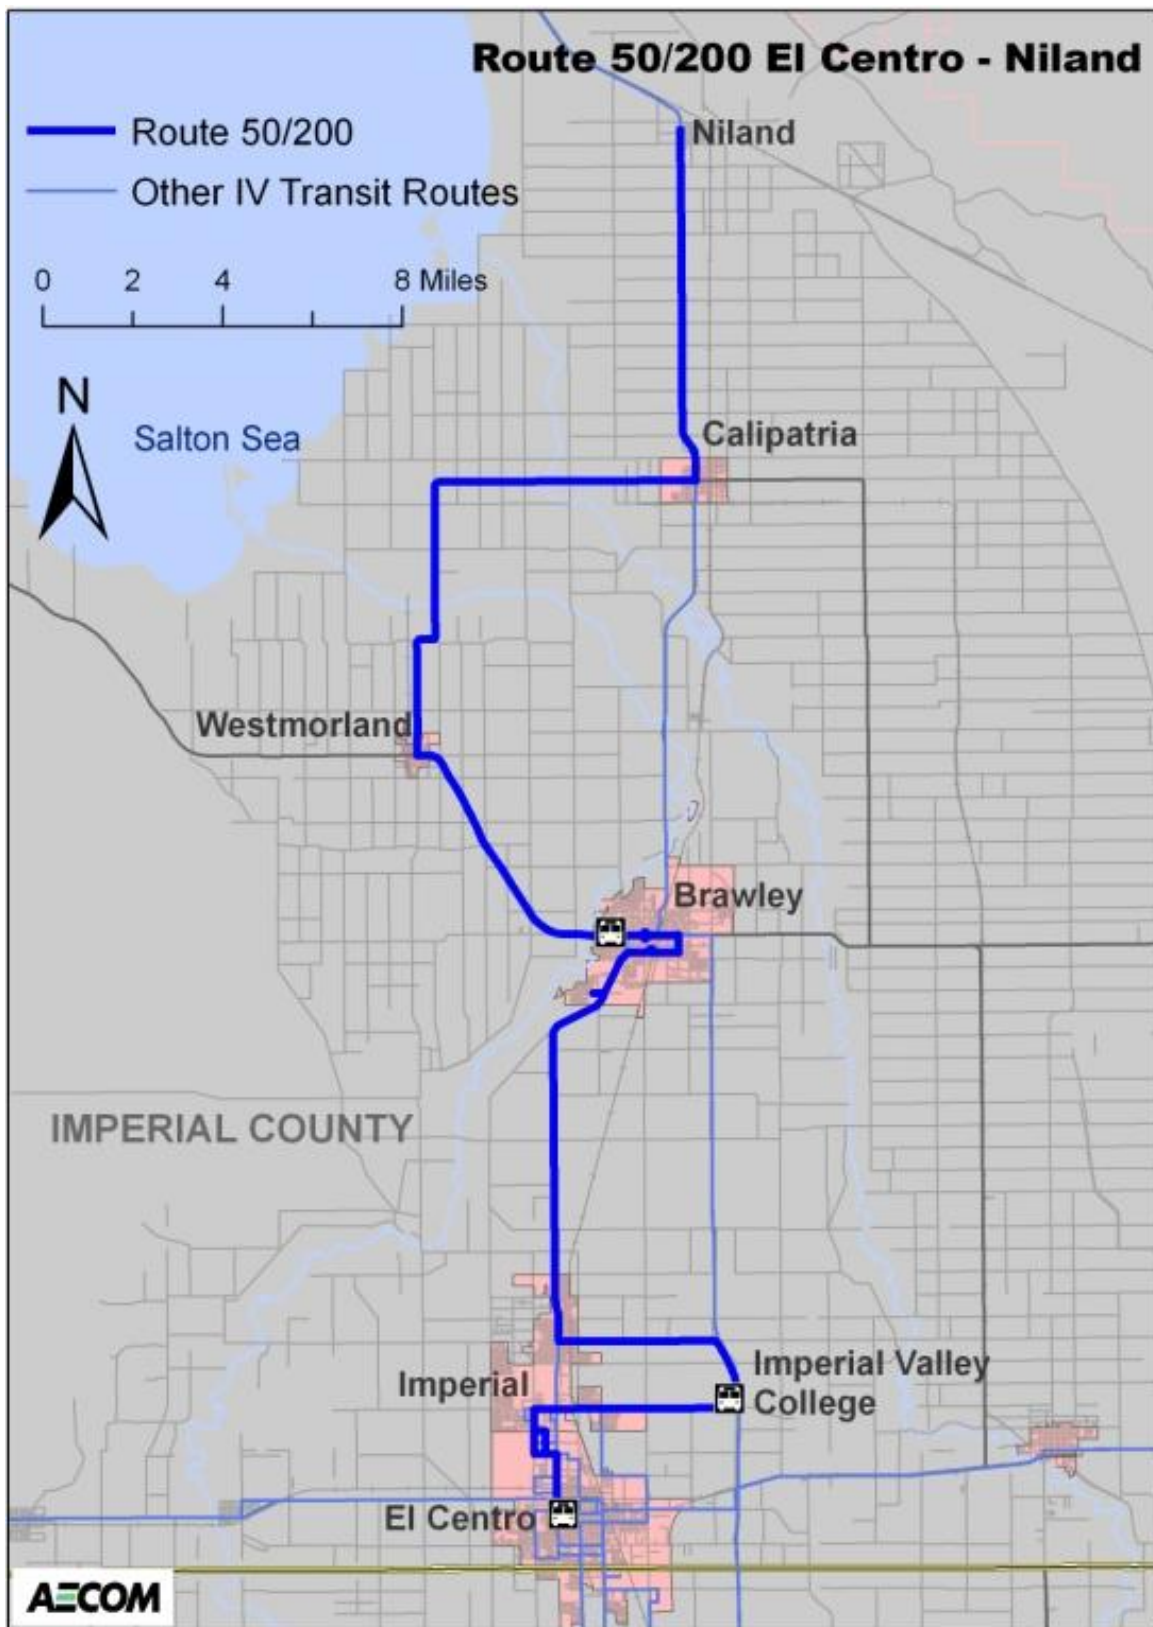 Route 50/200 El Centro - Niland
Route 50/200
Other IV Transit Routes
0 2 4 8 Miles
N
Niland
Salton Sea
Calipatria
Westmorland
Brawley
IMPERIAL COUNTY
Imperial
Imperial Valley
College
El Centro
AECOM